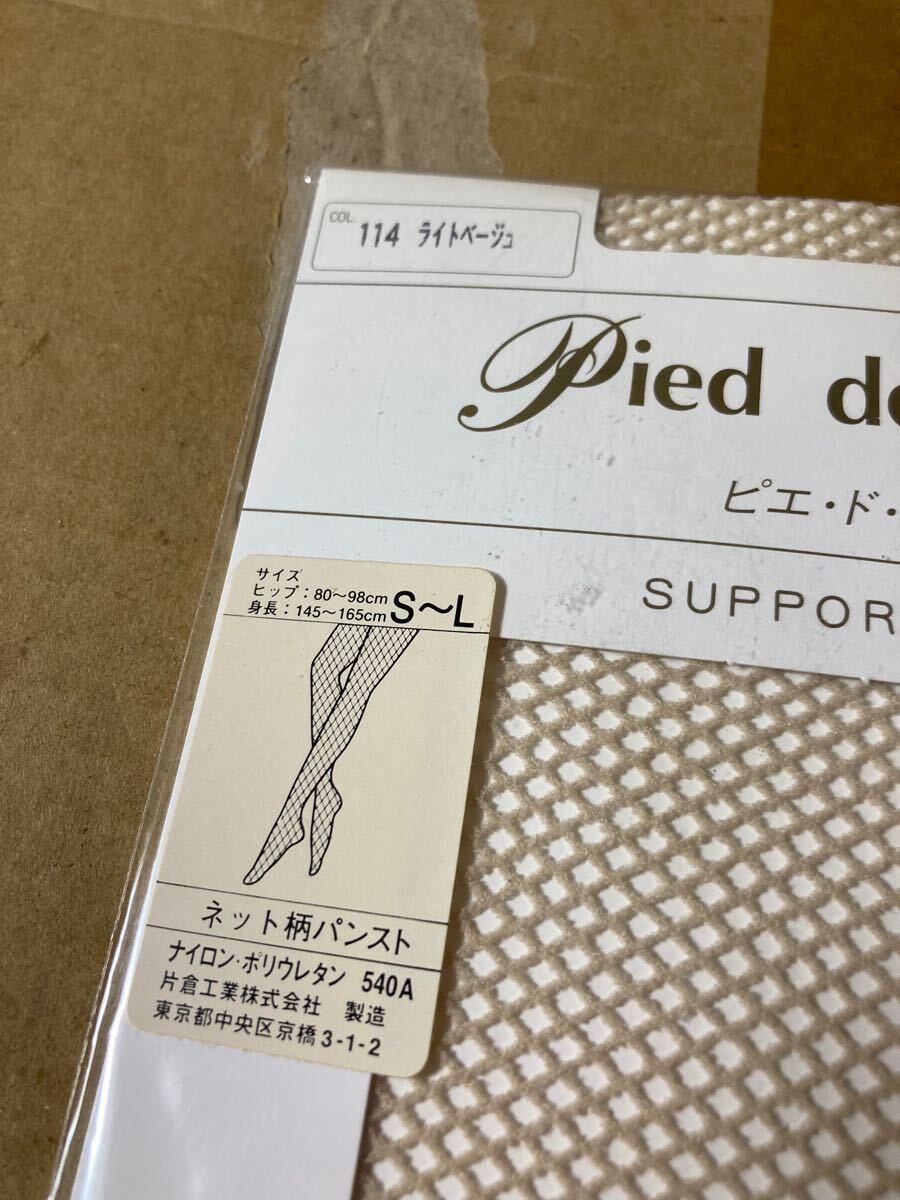 COL.
114 ライトベージュ
Pied de
ピエ・ド・
SUPPOR
サイズ
ヒップ：80～98cm
身長：145～165cm S～L
ネット柄パンスト
ナイロン・ポリウレタン 540A
片倉工業株式会社 製造
東京都中央区京橋3-1-2